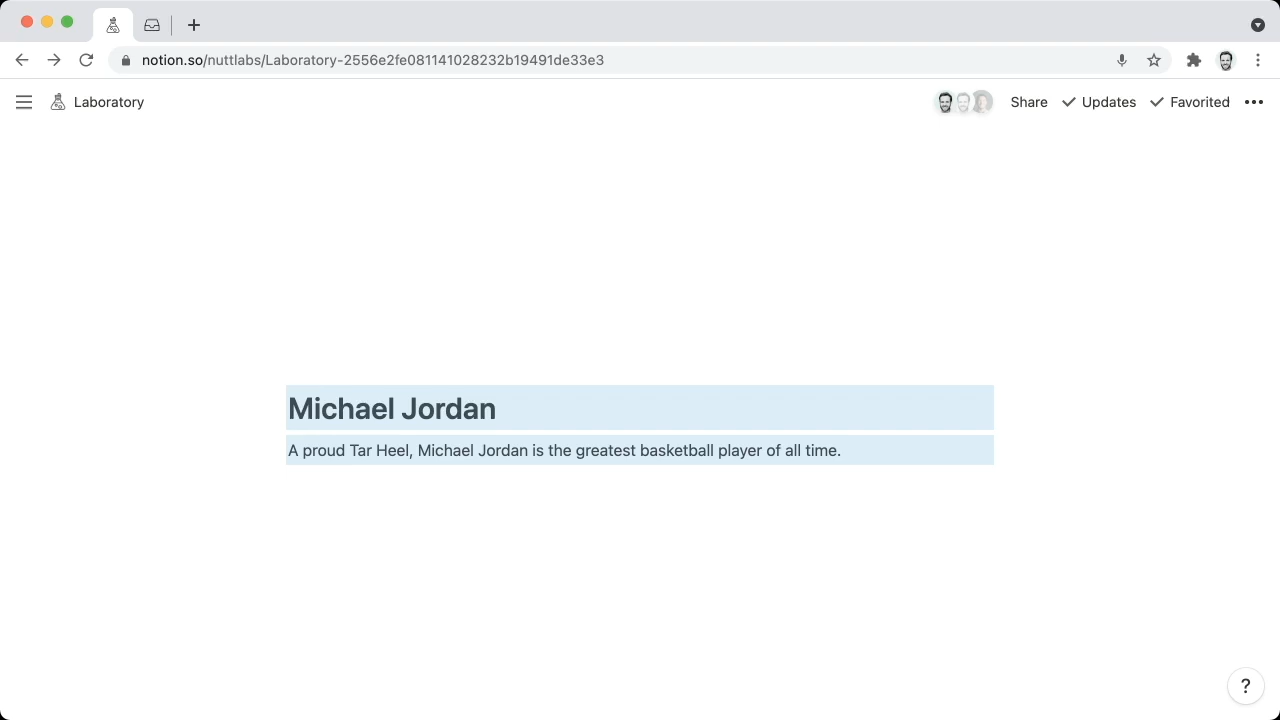 notion.so/nuttlabs/Laboratory-2556e2fe081141028232b19491de33e3
Laboratory
Share Updates Favorited
Michael Jordan
A proud Tar Heel, Michael Jordan is the greatest basketball player of all time.
?